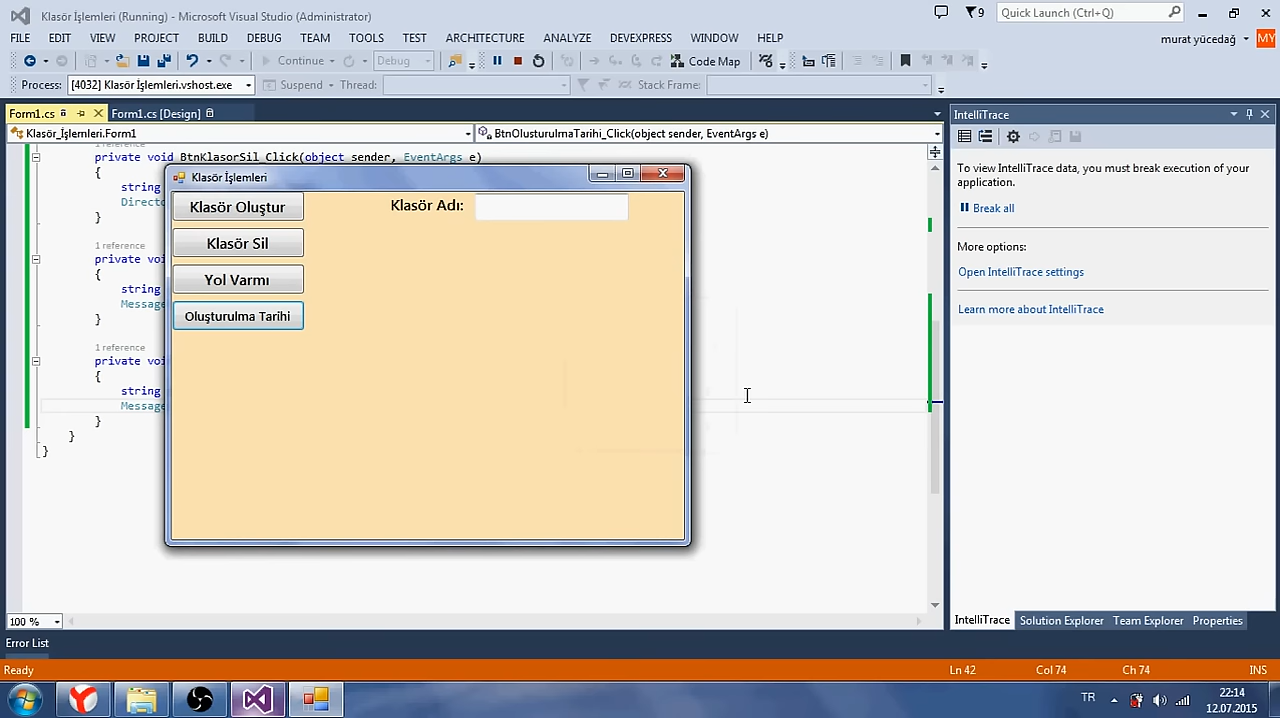 Klasör İşlemleri (Running) - Microsoft Visual Studio (Administrator)
9
Quick Launch (Ctrl+Q)
FILE EDIT VIEW PROJECT BUILD DEBUG TEAM TOOLS TEST ARCHITECTURE ANALYZE DEVEXPRESS WINDOW HELP
murat yücedağ
MY
Continue
Debug
Code Map
Process: [4032] Klasör İşlemleri.vshost.exe Suspend Thread: Stack Frame:
Form1.cs
Form1.cs [Design]
Klasör_İşlemleri.Form1
BtnOlusturulmaTarihi_Click(object sender, EventArgs e)
1 reference
private void BtnKlasorSil_Click(object sender, EventArgs e)
{
string
Director
}
1 reference
private voi
{
string
Message
}
1 reference
private voi
{
string
Message
}
}
}
Klasör İşlemleri
Klasör Oluştur
Klasör Adı:
Klasör Sil
Yol Varmı
Oluşturulma Tarihi
IntelliTrace
To view IntelliTrace data, you must break execution of your
application.
Break all
More options:
Open IntelliTrace settings
Learn more about IntelliTrace
100 %
IntelliTrace Solution Explorer Team Explorer Properties
Error List
Ready
Ln 42 Col 74 Ch 74 INS
TR
22:14
12.07.2015